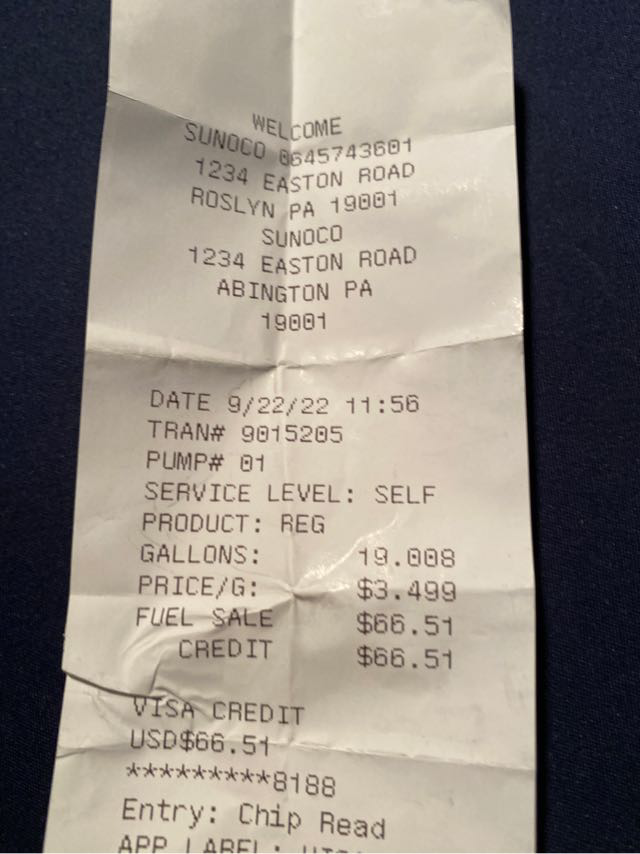 WELCOME
SUNOCO 0645743601
1234 EASTON ROAD
ROSLYN PA 19001
SUNOCO
1234 EASTON ROAD
ABINGTON PA
19001
DATE 9/22/22 11:56
TRAN# 9015205
PUMP# 01
SERVICE LEVEL: SELF
PRODUCT: REG
GALLONS: 19.008
PRICE/G: $3.499
FUEL SALE $66.51
CREDIT $66.51
VISA CREDIT
USD$66.51
*********8188
Entry: Chip Read
APP LABEL: